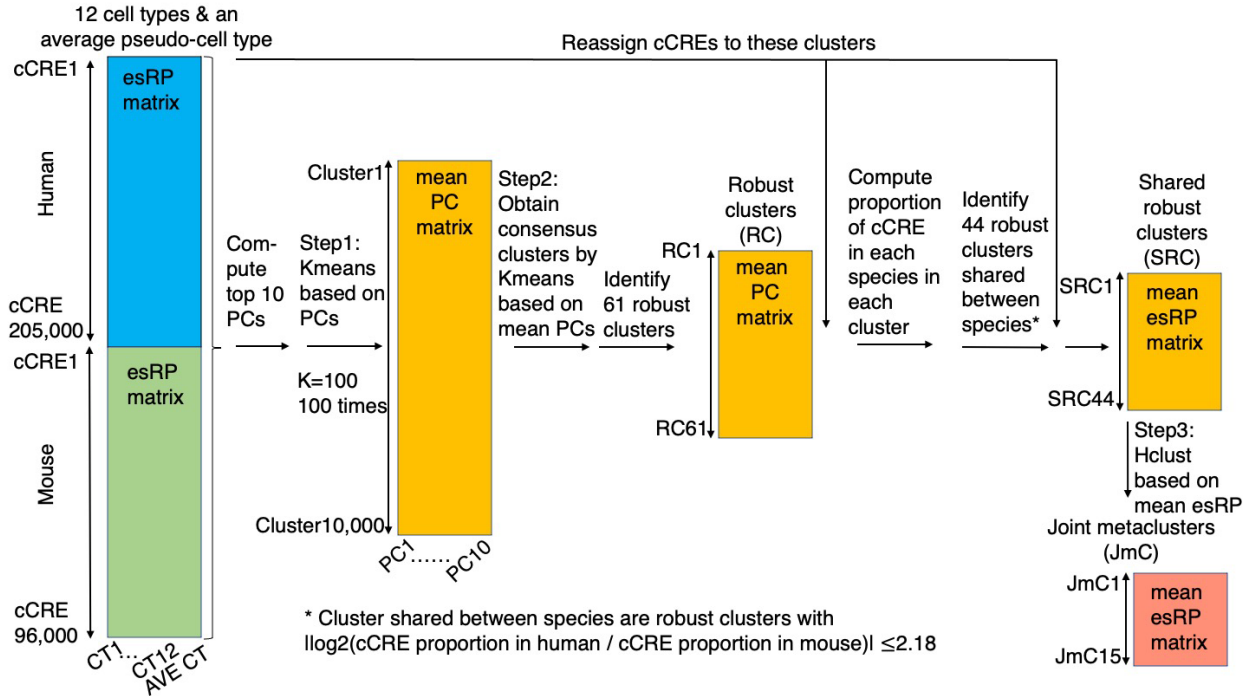 12 cell types & an
average pseudo-cell type
Reassign cCREs to these clusters
cCRE1
esRP
matrix
Human
cCRE
205,000
cCRE1
esRP
matrix
Mouse
cCRE
96,000
CT1
...
CT12
AVE CT
Com-
pute
top 10
PCs
Step1:
Kmeans
based on
PCs
K=100
100 times
Cluster1
mean
PC
matrix
Cluster10,000
PC1
......
PC10
Step2:
Obtain
consensus
clusters by
Kmeans
based on
mean PCs
Identify
61 robust
clusters
Robust
clusters
(RC)
RC1
mean
PC
matrix
RC61
Compute
proportion
of cCRE
in each
species in
each
cluster
Identify
44 robust
clusters
shared
between
species*
Shared
robust
clusters
(SRC)
SRC1
mean
esRP
matrix
SRC44
Step3:
Hclust
based on
mean esRP
Joint metaclusters
(JmC)
JmC1
mean
esRP
matrix
JmC15
* Cluster shared between species are robust clusters with
|log2(cCRE proportion in human / cCRE proportion in mouse)| ≤2.18